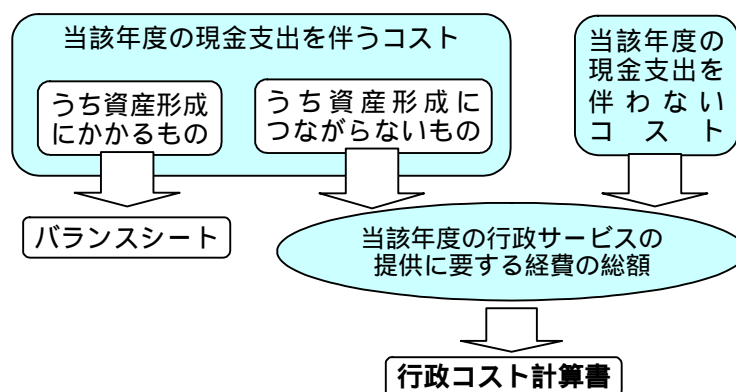 当該年度の現金支出を伴うコスト
うち資産形成
にかかるもの
うち資産形成に
つながらないもの
当該年度の
現金支出を
伴わない
コスト
バランスシート
当該年度の行政サービスの
提供に要する経費の総額
行政コスト計算書